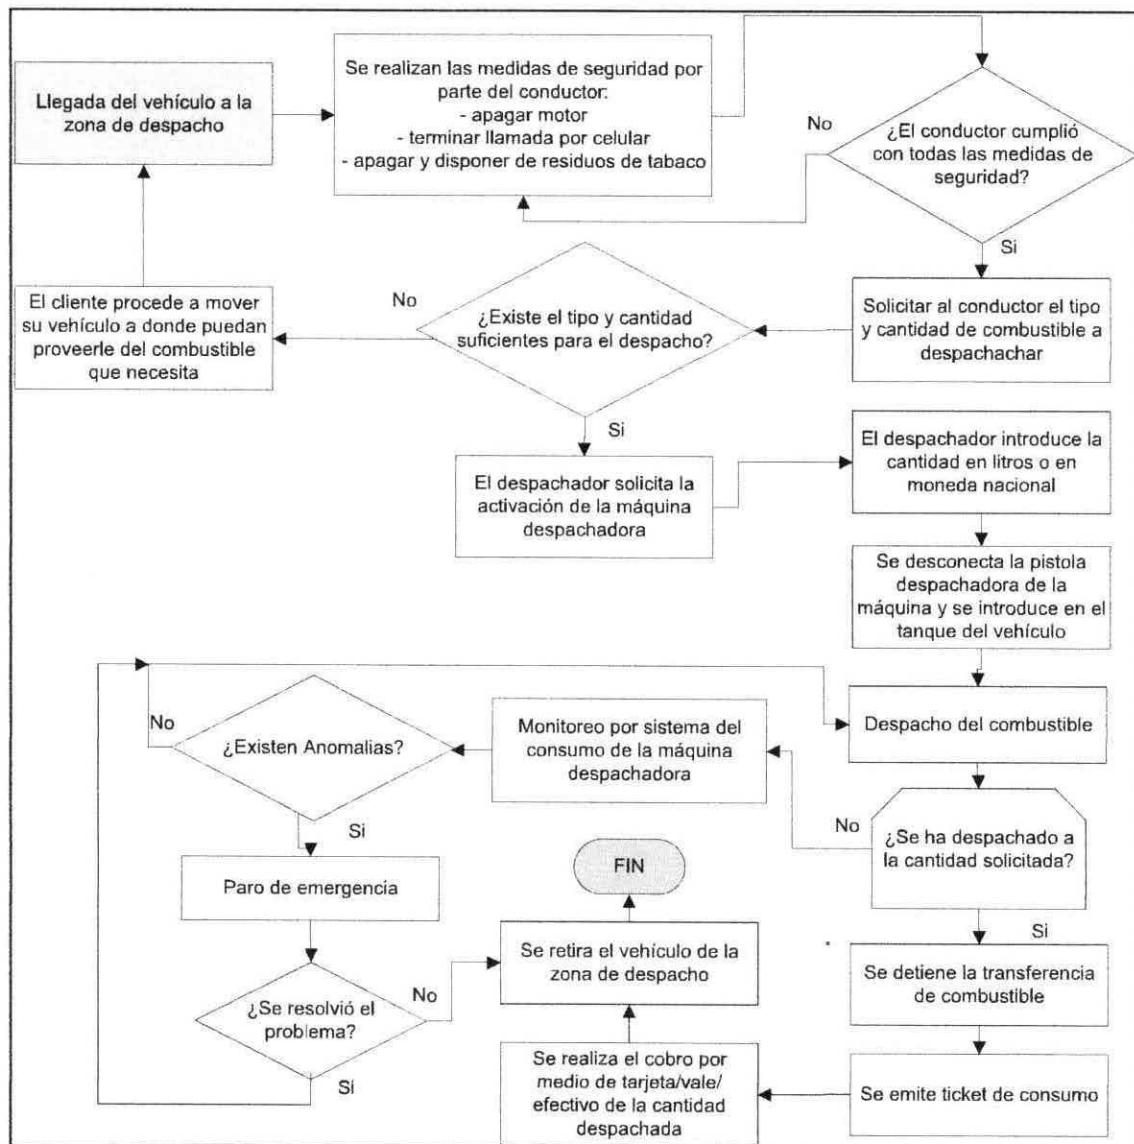 Llegada del vehículo a la
zona de despacho
Se realizan las medidas de seguridad por
parte del conductor:
- apagar motor
- terminar llamada por celular
- apagar y disponer de residuos de tabaco
No
¿El conductor cumplió
con todas las medidas de
seguridad?
Si
El cliente procede a mover
su vehículo a donde puedan
proveerle del combustible
que necesita
No
¿Existe el tipo y cantidad
suficientes para el despacho?
Solicitar al conductor el tipo
y cantidad de combustible a
despachachar
Si
El despachador solicita la
activación de la máquina
despachadora
El despachador introduce la
cantidad en litros o en
moneda nacional
Se desconecta la pistola
despachadora de la
máquina y se introduce en el
tanque del vehículo
No
¿Existen Anomalias?
Monitoreo por sistema del
consumo de la máquina
despachadora
Despacho del combustible
Si
No
¿Se ha despachado a
la cantidad solicitada?
Paro de emergencia
FIN
Si
¿Se resolvió el
problema?
No
Se retira el vehículo de la
zona de despacho
Se detiene la transferencia
de combustible
Si
Se realiza el cobro por
medio de tarjeta/vale/
efectivo de la cantidad
despachada
Se emite ticket de consumo